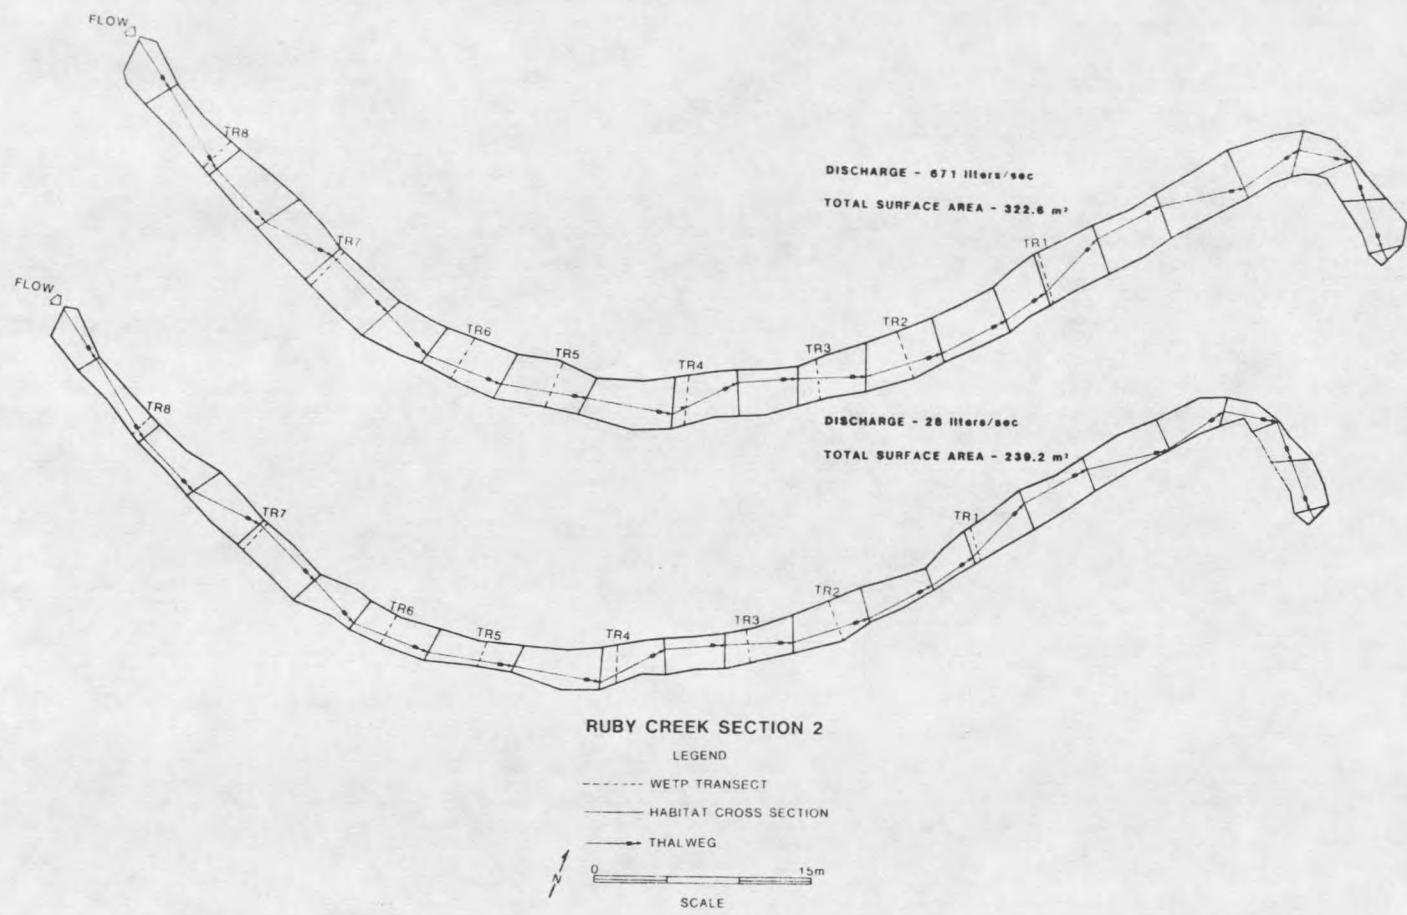 FLOW
TR8
TR7
TR6
TR5
TR4
TR3
TR2
TR1
DISCHARGE - 671 liters/sec
TOTAL SURFACE AREA - 322.6 m²
FLOW
TR8
TR7
TR6
TR5
TR4
TR3
TR2
TR1
DISCHARGE - 28 liters/sec
TOTAL SURFACE AREA - 239.2 m²
RUBY CREEK SECTION 2
LEGEND
WETP TRANSECT
HABITAT CROSS SECTION
THALWEG
N
0 15m
SCALE